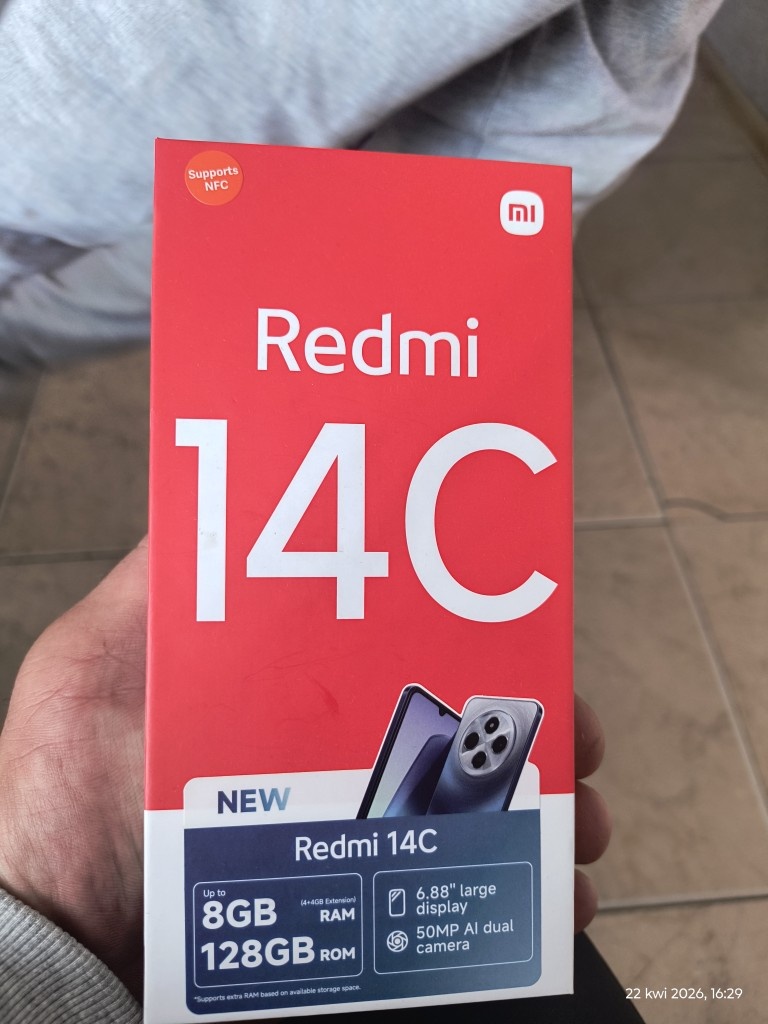 Supports
NFC
mi
Redmi
14C
NEW
Redmi 14C
Up to
8GB (4+4GB Extension) RAM
128GB ROM
6.88" large
display
50MP AI dual
camera
*Supports extra RAM based on available storage space.
22 kwi 2026, 16:29